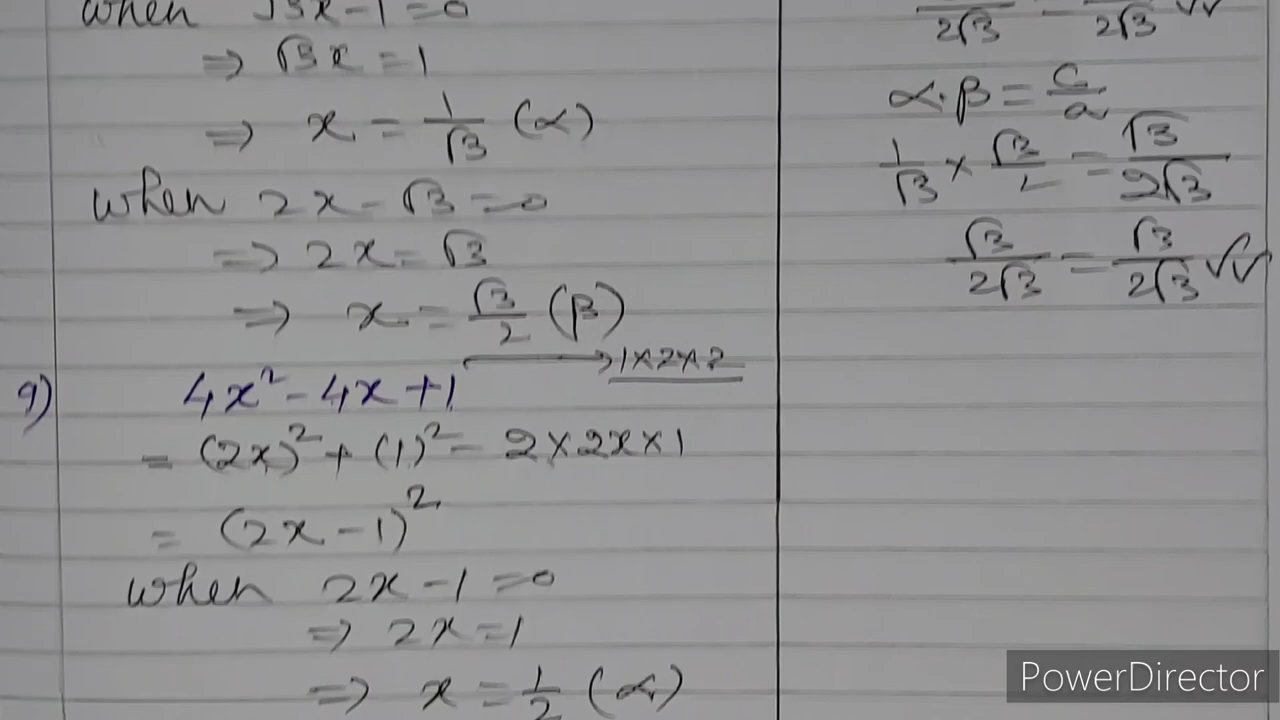 when √3x-1=0
⇒ √3x=1
⇒ x = 1/√3 (α)
when 2x-√3=0
⇒ 2x=√3
⇒ x = √3/2 (β)
→ 1×2×2
9) 4x²-4x+1
= (2x)²+(1)²- 2×2x×1
= (2x-1)²
when 2x-1=0
⇒ 2x=1
⇒ x=1/2 (α)
2√3 = 2√3 √√
α·β = c/a
1/√3 × √3/2 = √3/2√3
√3/2√3 = √3/2√3 √√
PowerDirector